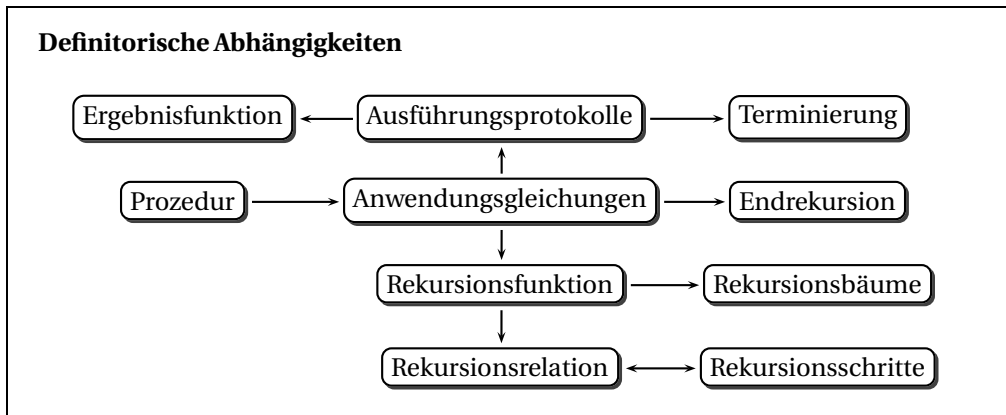 Definitorische Abhängigkeiten
Ergebnisfunktion Ausführungsprotokolle Terminierung
Prozedur Anwendungsgleichungen Endrekursion
Rekursionsfunktion Rekursionsbäume
Rekursionsrelation Rekursionsschritte